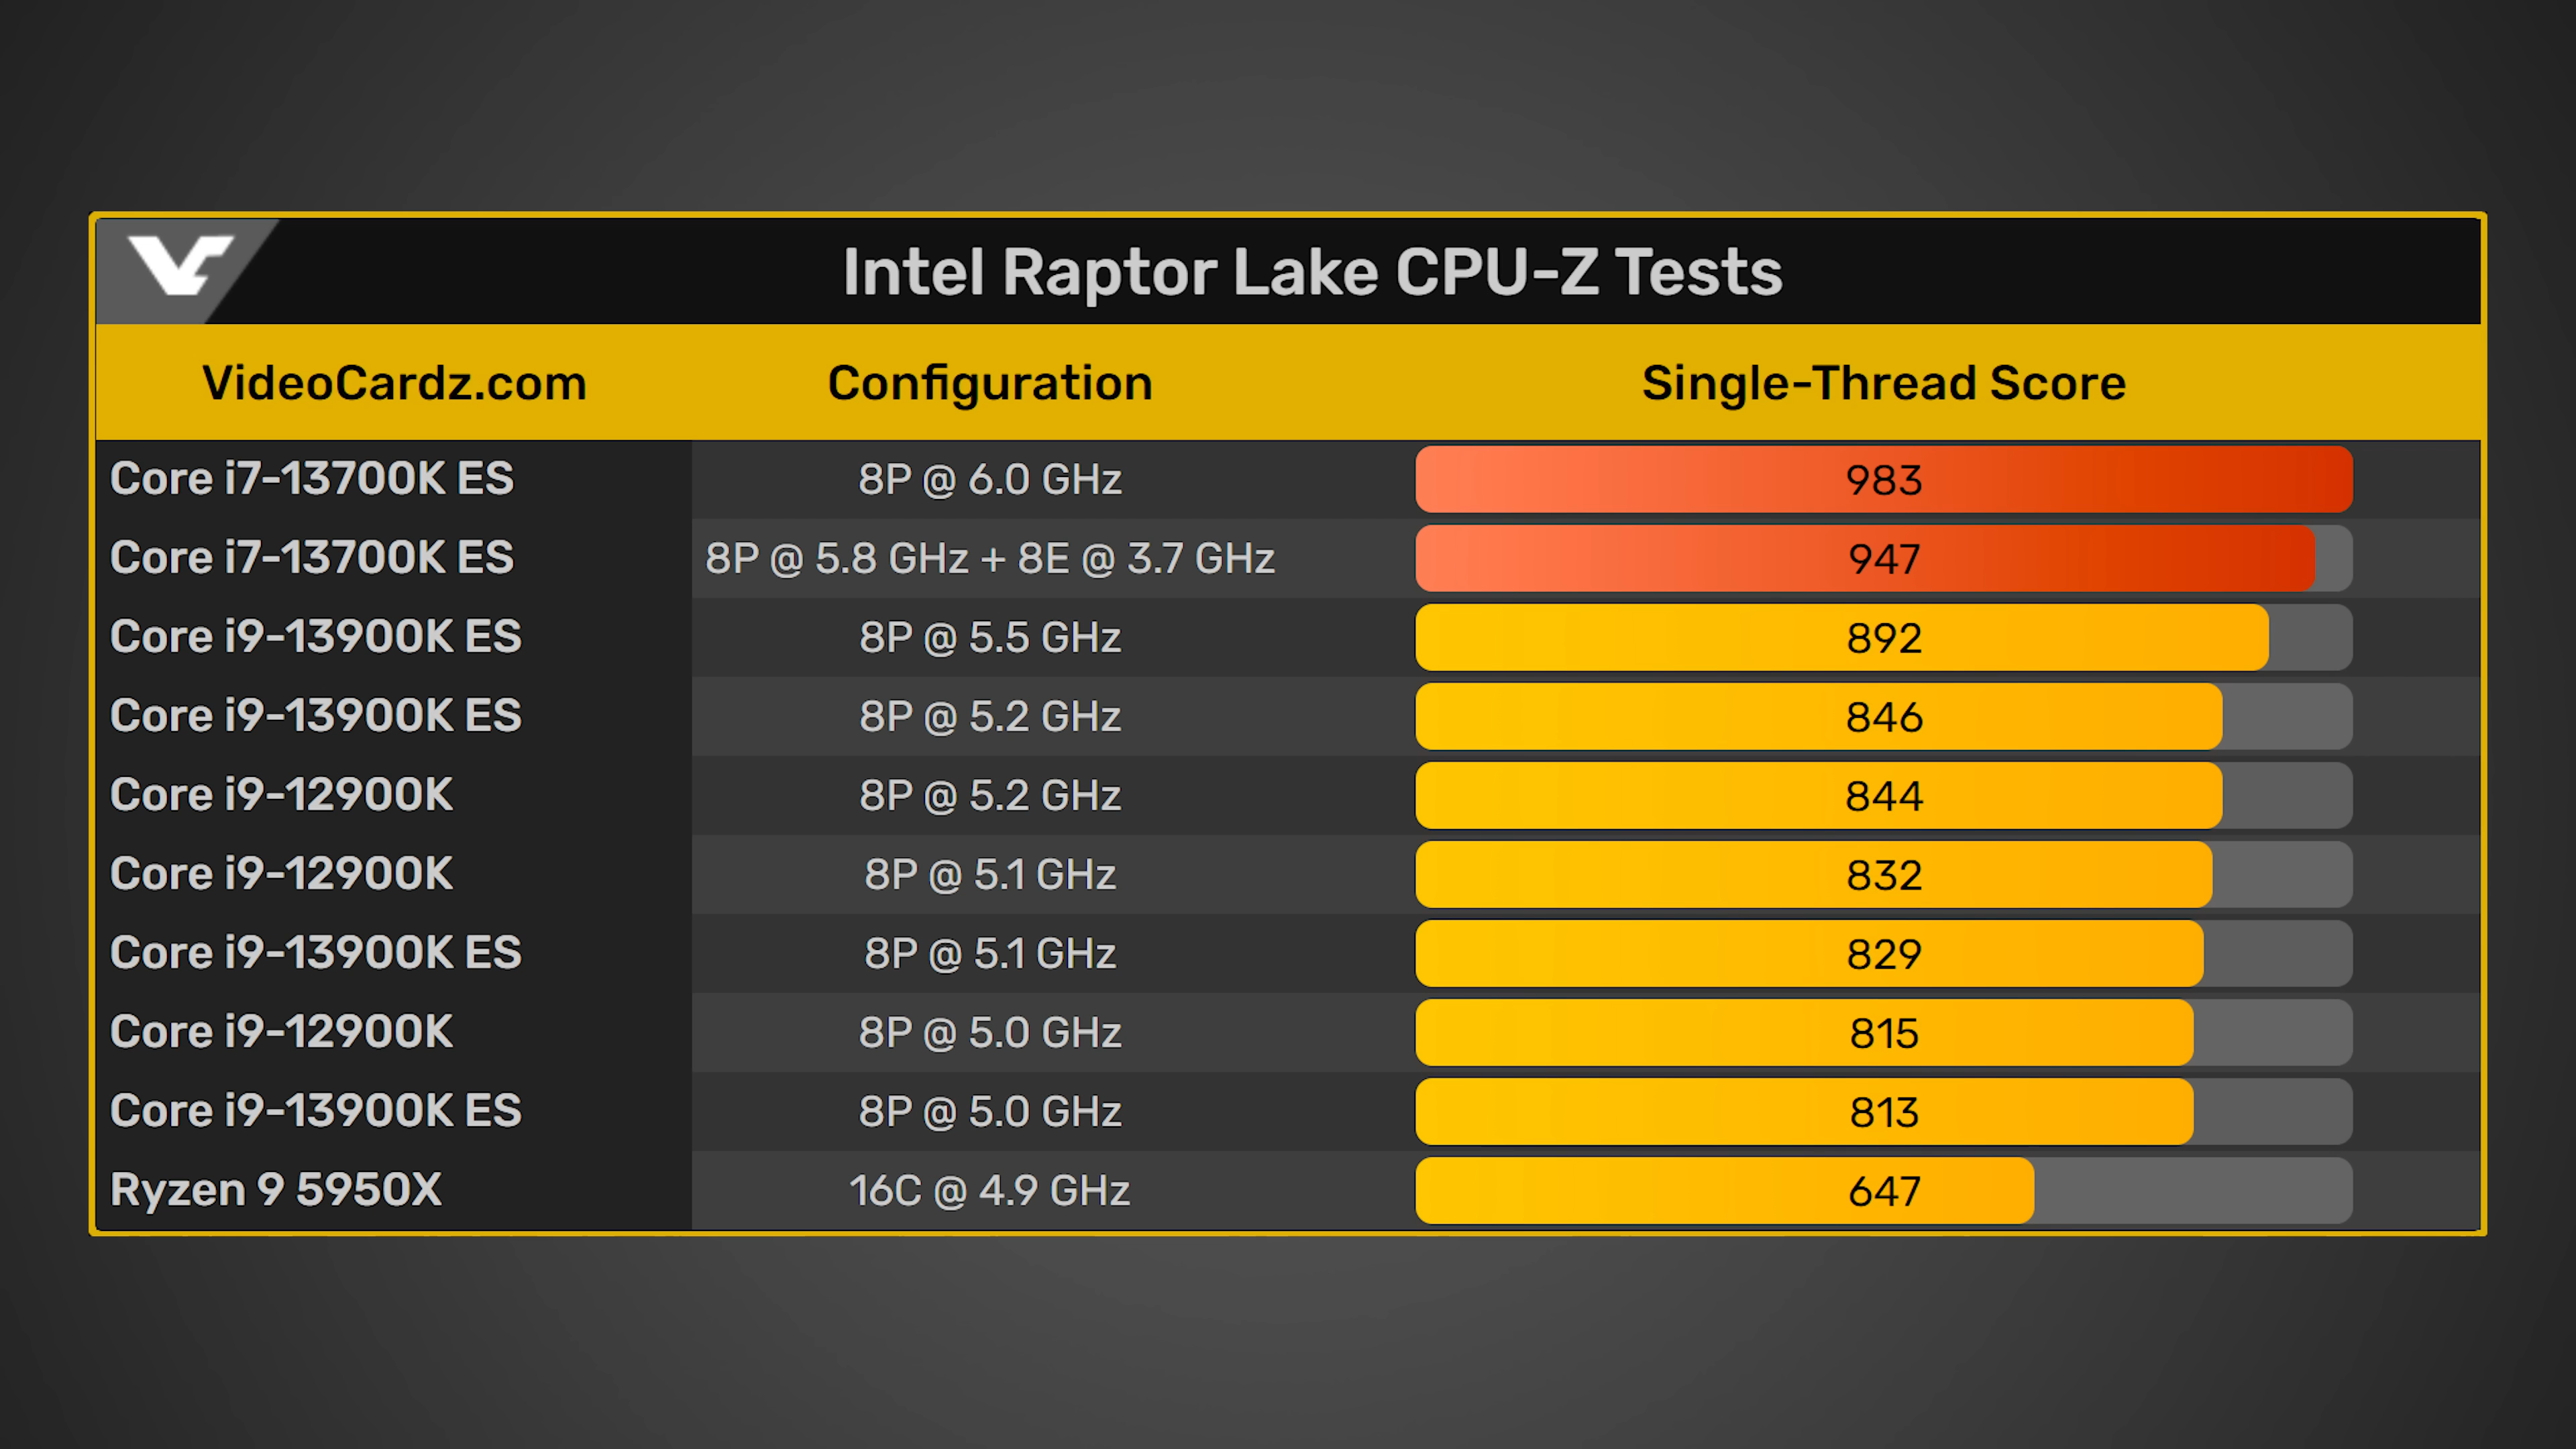 Intel Raptor Lake CPU-Z Tests
VideoCardz.com Configuration Single-Thread Score
Core i7-13700K ES 8P @ 6.0 GHz 983
Core i7-13700K ES 8P @ 5.8 GHz + 8E @ 3.7 GHz 947
Core i9-13900K ES 8P @ 5.5 GHz 892
Core i9-13900K ES 8P @ 5.2 GHz 846
Core i9-12900K 8P @ 5.2 GHz 844
Core i9-12900K 8P @ 5.1 GHz 832
Core i9-13900K ES 8P @ 5.1 GHz 829
Core i9-12900K 8P @ 5.0 GHz 815
Core i9-13900K ES 8P @ 5.0 GHz 813
Ryzen 9 5950X 16C @ 4.9 GHz 647